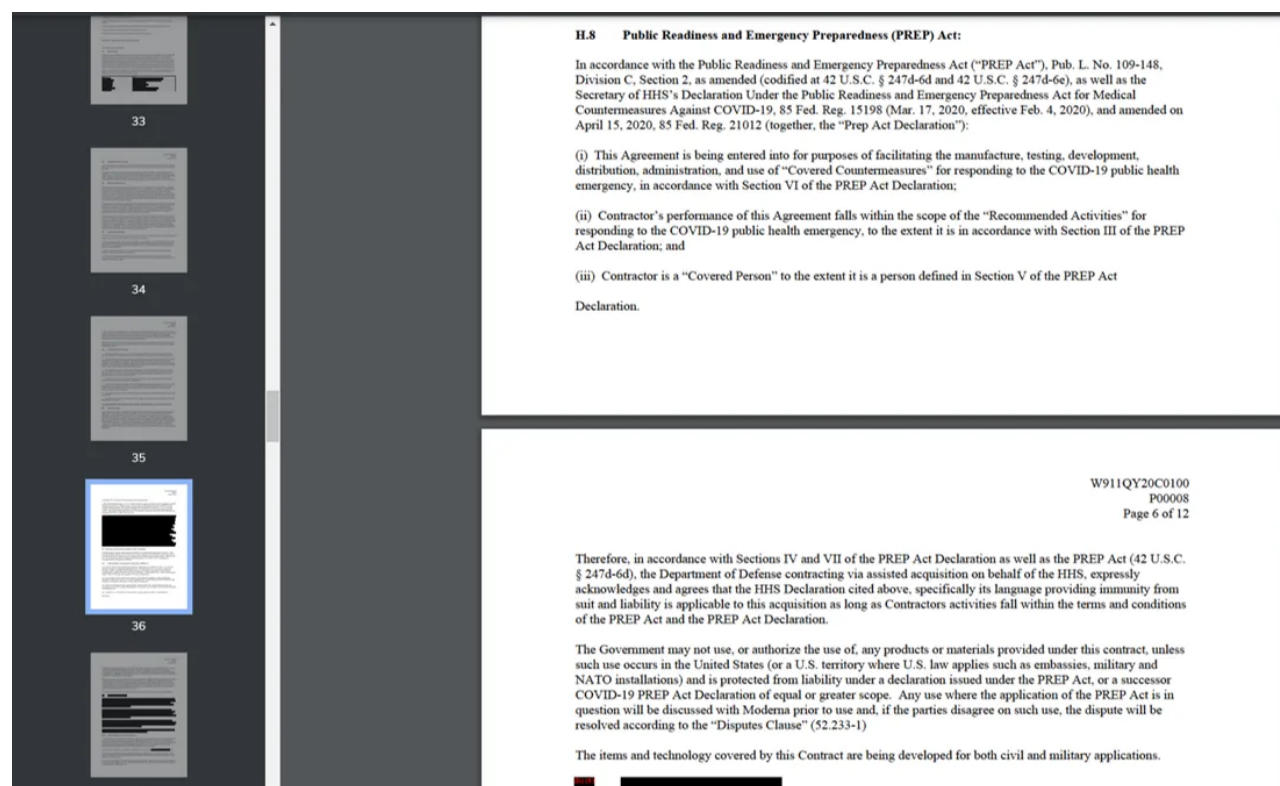 33
34
35
36
H.8 Public Readiness and Emergency Preparedness (PREP) Act:
In accordance with the Public Readiness and Emergency Preparedness Act (“PREP Act”), Pub. L. No. 109-148,
Division C, Section 2, as amended (codified at 42 U.S.C. § 247d-6d and 42 U.S.C. § 247d-6e), as well as the
Secretary of HHS’s Declaration Under the Public Readiness and Emergency Preparedness Act for Medical
Countermeasures Against COVID-19, 85 Fed. Reg. 15198 (Mar. 17, 2020, effective Feb. 4, 2020), and amended on
April 15, 2020, 85 Fed. Reg. 21012 (together, the “Prep Act Declaration”):
(i) This Agreement is being entered into for purposes of facilitating the manufacture, testing, development,
distribution, administration, and use of “Covered Countermeasures” for responding to the COVID-19 public health
emergency, in accordance with Section VI of the PREP Act Declaration;
(ii) Contractor’s performance of this Agreement falls within the scope of the “Recommended Activities” for
responding to the COVID-19 public health emergency, to the extent it is in accordance with Section III of the PREP
Act Declaration; and
(iii) Contractor is a “Covered Person” to the extent it is a person defined in Section V of the PREP Act
Declaration.
W911QY20C0100
P00008
Page 6 of 12
Therefore, in accordance with Sections IV and VII of the PREP Act Declaration as well as the PREP Act (42 U.S.C.
§ 247d-6d), the Department of Defense contracting via assisted acquisition on behalf of the HHS, expressly
acknowledges and agrees that the HHS Declaration cited above, specifically its language providing immunity from
suit and liability is applicable to this acquisition as long as Contractors activities fall within the terms and conditions
of the PREP Act and the PREP Act Declaration.
The Government may not use, or authorize the use of, any products or materials provided under this contract, unless
such use occurs in the United States (or a U.S. territory where U.S. law applies such as embassies, military and
NATO installations) and is protected from liability under a declaration issued under the PREP Act, or a successor
COVID-19 PREP Act Declaration of equal or greater scope. Any use where the application of the PREP Act is in
question will be discussed with Moderna prior to use and, if the parties disagree on such use, the dispute will be
resolved according to the “Disputes Clause” (52.233-1)
The items and technology covered by this Contract are being developed for both civil and military applications.